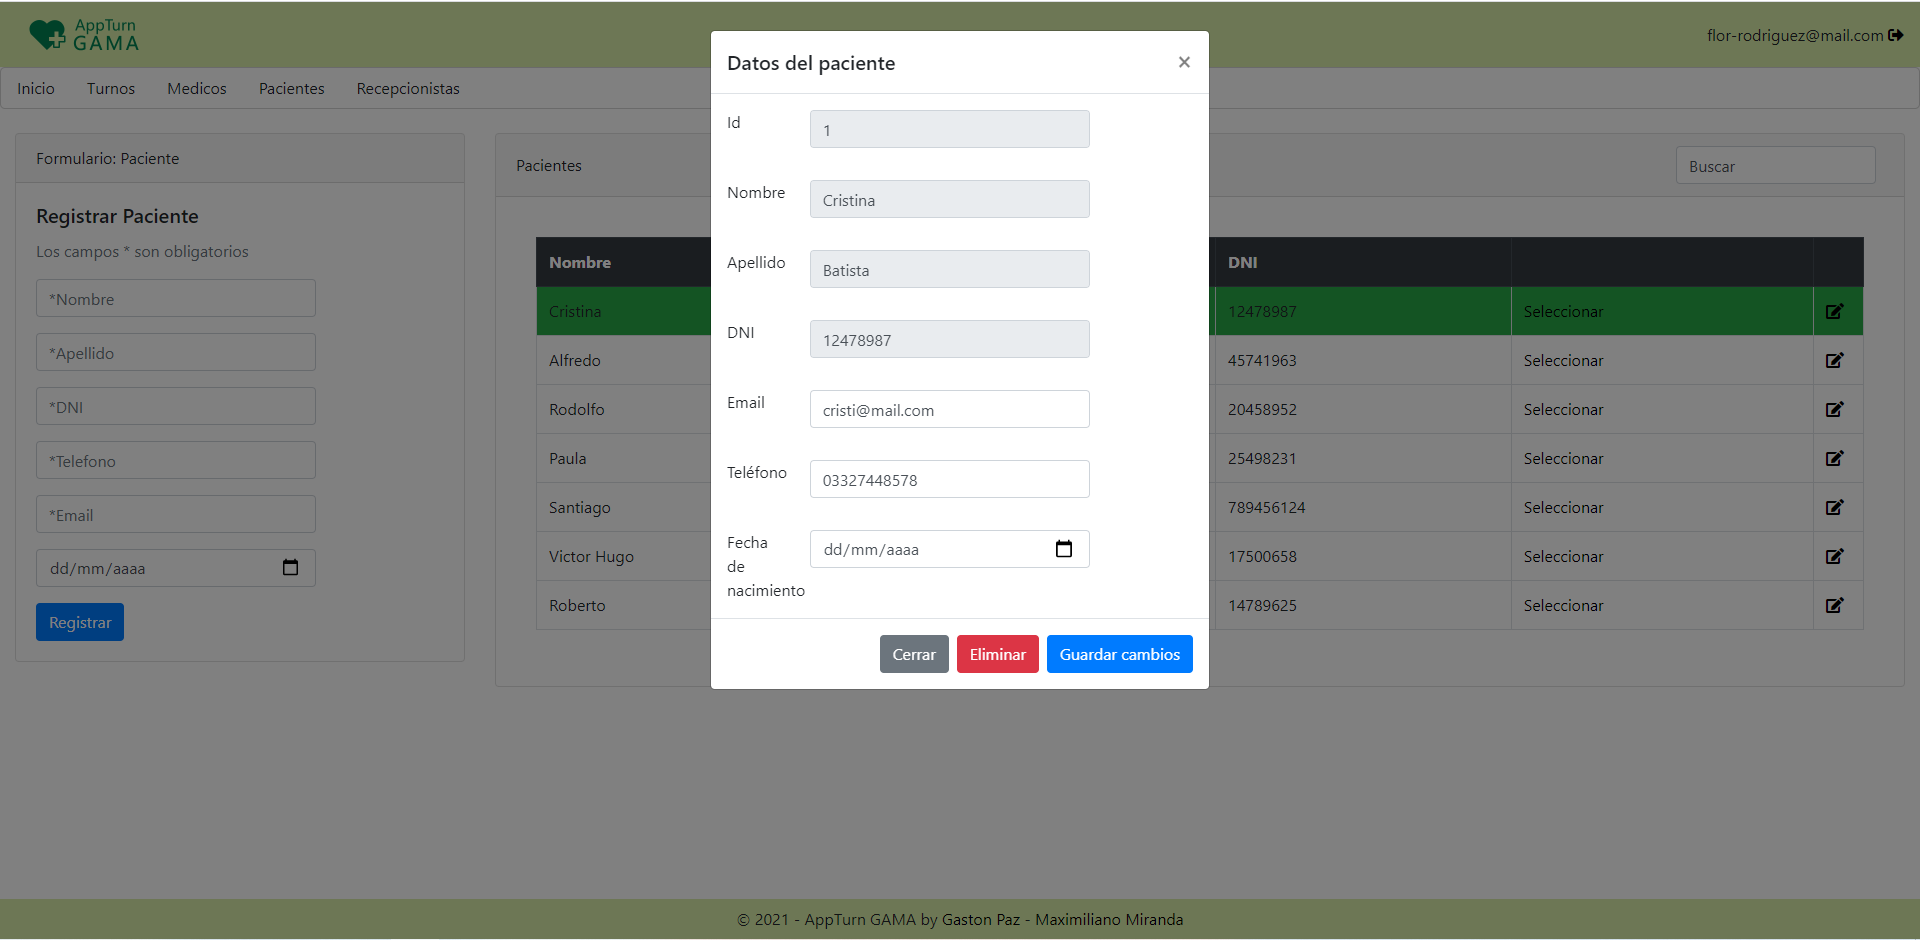 AppTurn
GAMA
flor-rodriguez@mail.com
Inicio Turnos Medicos Pacientes Recepcionistas
Formulario: Paciente
Registrar Paciente
Los campos * son obligatorios
*Nombre
*Apellido
*DNI
*Telefono
*Email
dd/mm/aaaa
Registrar
Pacientes
Buscar
Nombre DNI
Cristina 12478987 Seleccionar
Alfredo 45741963 Seleccionar
Rodolfo 20458952 Seleccionar
Paula 25498231 Seleccionar
Santiago 789456124 Seleccionar
Victor Hugo 17500658 Seleccionar
Roberto 14789625 Seleccionar
Datos del paciente ×
Id 1
Nombre Cristina
Apellido Batista
DNI 12478987
Email cristi@mail.com
Teléfono 03327448578
Fecha de nacimiento dd/mm/aaaa
Cerrar Eliminar Guardar cambios
© 2021 - AppTurn GAMA by Gaston Paz - Maximiliano Miranda